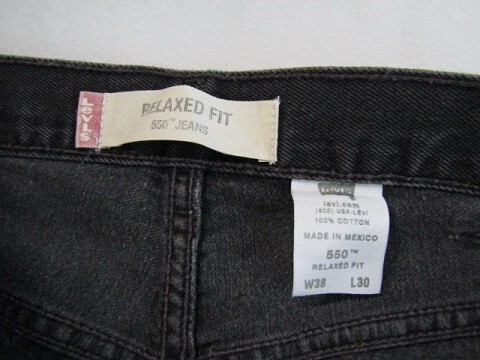 LEVI'S
RELAXED FIT
550™ JEANS
LEVI'S
levi.com
(800) USA-LEVI
100% COTTON
MADE IN MEXICO
550™
RELAXED FIT
W38 L30